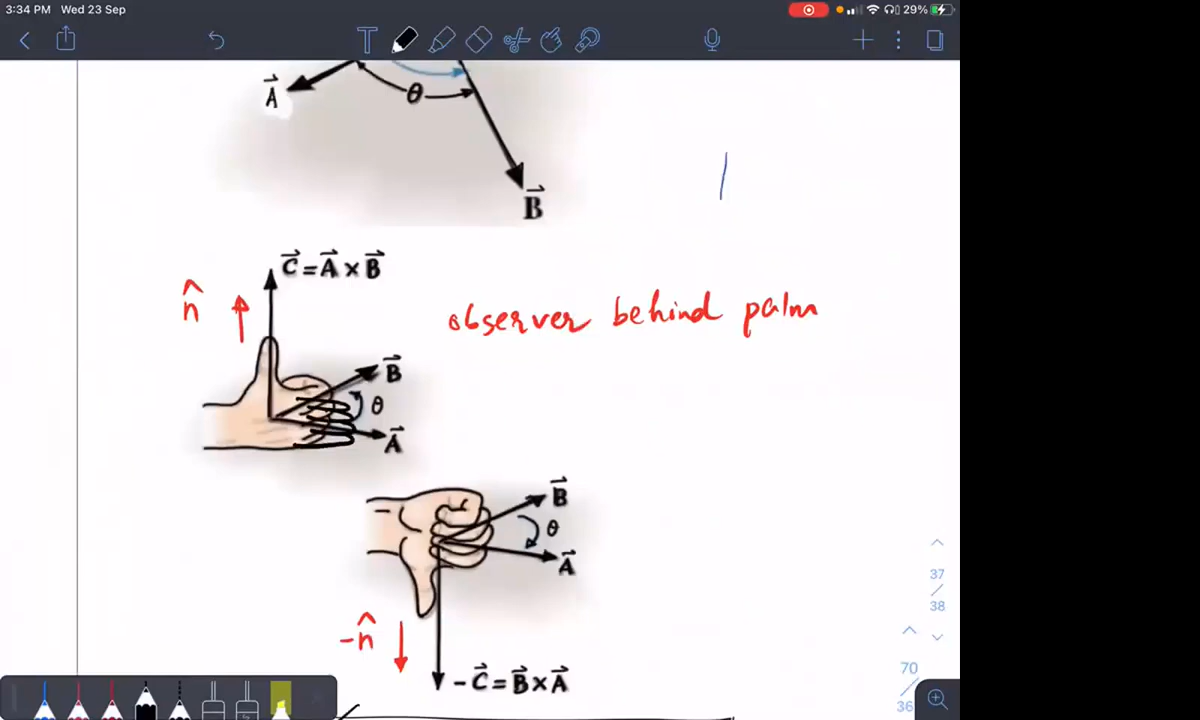 3:34 PM Wed 23 Sep
29%
T
A⃗
θ
B⃗
C⃗ = A⃗ × B⃗
n̂
observer behind palm
B⃗
θ
A⃗
B⃗
θ
A⃗
37
/
38
-n̂
-C⃗ = B⃗ × A⃗
70
/
36